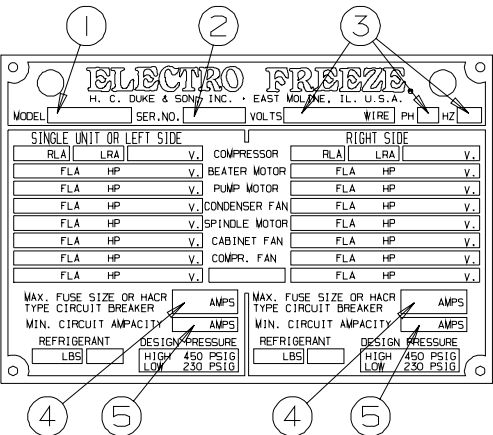 1 2 3
ELECTRO FREEZE®
H. C. DUKE & SON, INC. · EAST MOLINE, IL. U.S.A.
MODEL SER.NO. VOLTS WIRE PH HZ
SINGLE UNIT OR LEFT SIDE RIGHT SIDE
RLA LRA V. COMPRESSOR RLA LRA V.
FLA HP V. BEATER MOTOR FLA HP V.
FLA HP V. PUMP MOTOR FLA HP V.
FLA HP V. CONDENSER FAN FLA HP V.
FLA HP V. SPINDLE MOTOR FLA HP V.
FLA HP V. CABINET FAN FLA HP V.
FLA HP V. COMPR. FAN FLA HP V.
FLA HP V. FLA HP V.
MAX. FUSE SIZE OR HACR AMPS MAX. FUSE SIZE OR HACR AMPS
TYPE CIRCUIT BREAKER TYPE CIRCUIT BREAKER
MIN. CIRCUIT AMPACITY AMPS MIN. CIRCUIT AMPACITY AMPS
REFRIGERANT DESIGN PRESSURE REFRIGERANT DESIGN PRESSURE
LBS HIGH 450 PSIG LBS HIGH 450 PSIG
LOW 230 PSIG LOW 230 PSIG
4 5 4 5